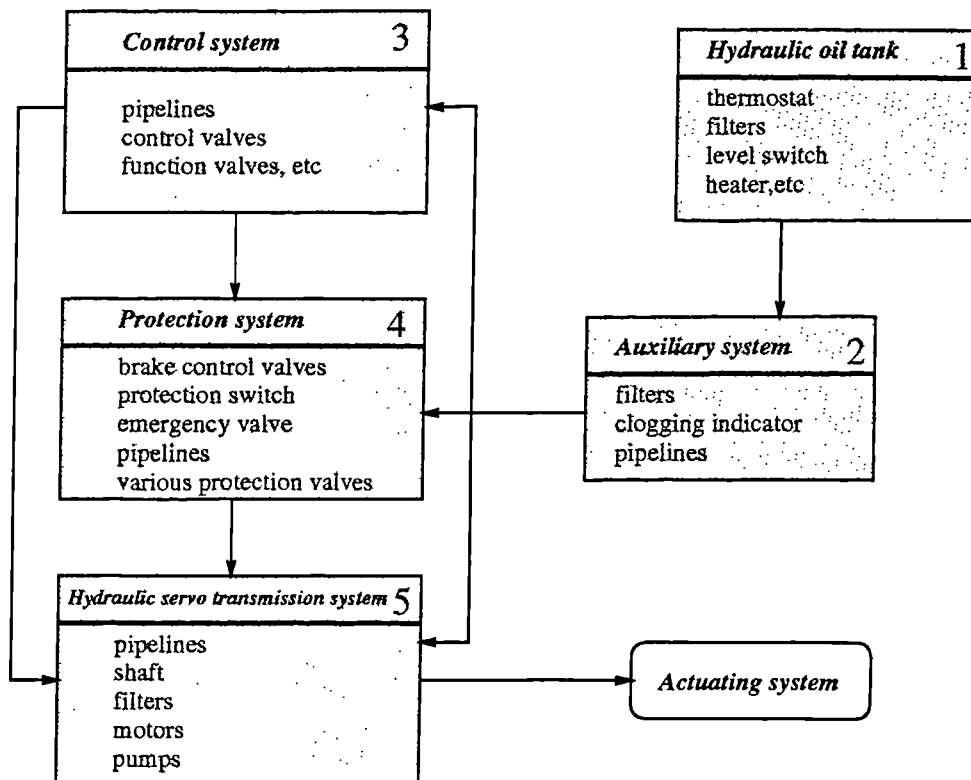 Control system 3
pipelines
control valves
function valves, etc
Hydraulic oil tank 1
thermostat
filters
level switch
heater,etc
Protection system 4
brake control valves
protection switch
emergency valve
pipelines
various protection valves
Auxiliary system 2
filters
clogging indicator
pipelines
Hydraulic servo transmission system 5
pipelines
shaft
filters
motors
pumps
Actuating system